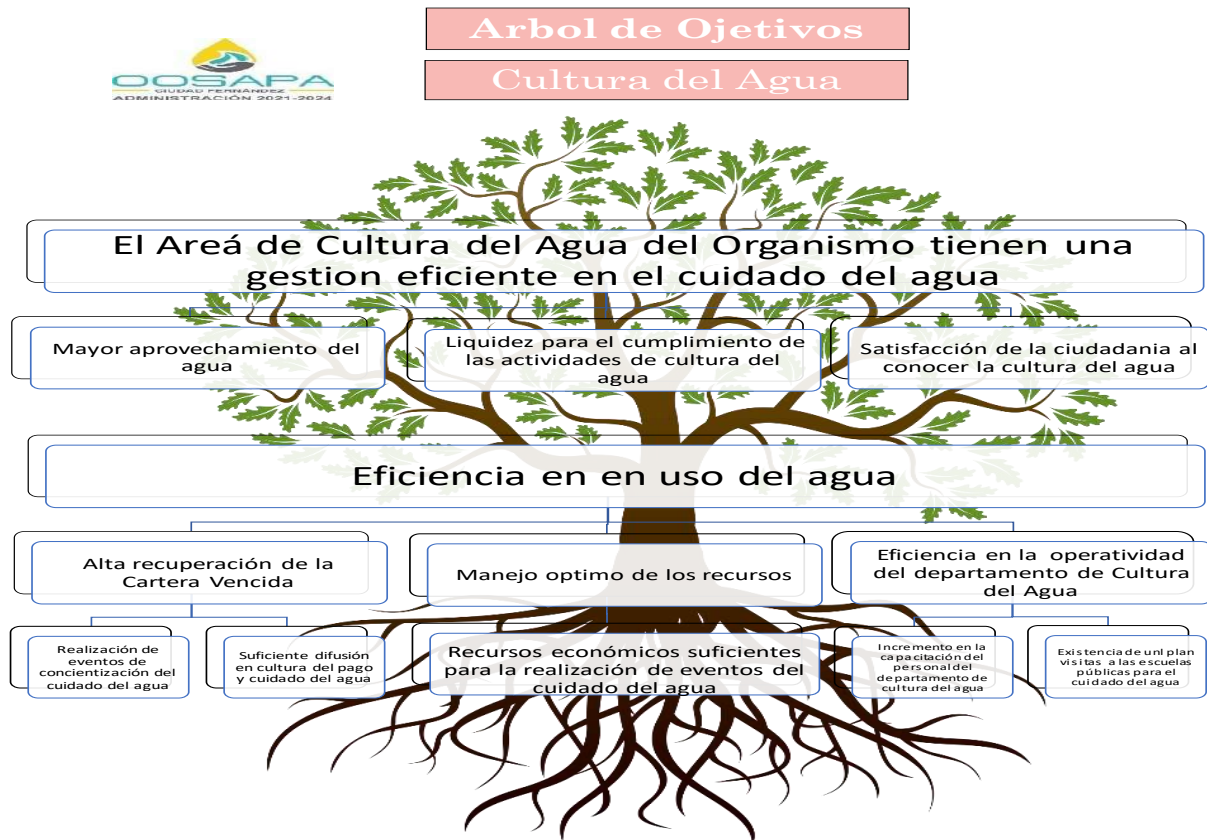 Arbol de Ojetivos
Cultura del Agua
OOSAPA
CIUDAD FERNÁNDEZ
ADMINISTRACIÓN 2021-2024
El Areá de Cultura del Agua del Organismo tienen una
gestion eficiente en el cuidado del agua
Mayor aprovechamiento del
agua
Liquidez para el cumplimiento de
las actividades de cultura del
agua
Satisfacción de la ciudadania al
conocer la cultura del agua
Eficiencia en en uso del agua
Alta recuperación de la
Cartera Vencida
Manejo optimo de los recursos
Eficiencia en la operatividad
del departamento de Cultura
del Agua
Realización de
eventos de
concientización del
cuidado del agua
Suficiente difusión
en cultura del pago
y cuidado del agua
Recursos económicos suficientes
para la realización de eventos del
cuidado del agua
Incremento en la
capacitación del
personal del
departamento de
cultura del agua
Existencia de unl plan
visitas a las escuelas
públicas para el
cuidado del agua